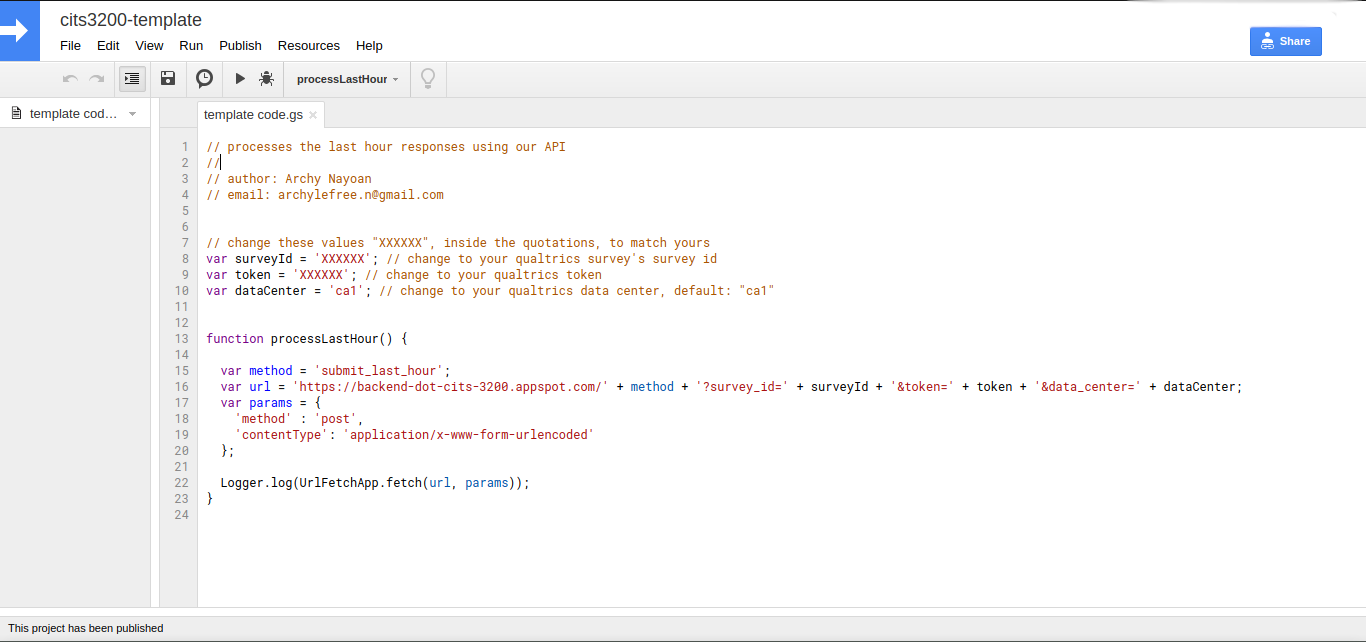 cits3200-template
File Edit View Run Publish Resources Help
Share
processLastHour
template cod...
template code.gs
1 // processes the last hour responses using our API
2 //
3 // author: Archy Nayoan
4 // email: archylefree.n@gmail.com
5
6
7 // change these values "XXXXXX", inside the quotations, to match yours
8 var surveyId = 'XXXXXX'; // change to your qualtrics survey's survey id
9 var token = 'XXXXXX'; // change to your qualtrics token
10 var dataCenter = 'ca1'; // change to your qualtrics data center, default: "ca1"
11
12
13 function processLastHour() {
14
15   var method = 'submit_last_hour';
16   var url = 'https://backend-dot-cits-3200.appspot.com/' + method + '?survey_id=' + surveyId + '&token=' + token + '&data_center=' + dataCenter;
17   var params = {
18     'method' : 'post',
19     'contentType': 'application/x-www-form-urlencoded'
20   };
21
22   Logger.log(UrlFetchApp.fetch(url, params));
23 }
24
This project has been published